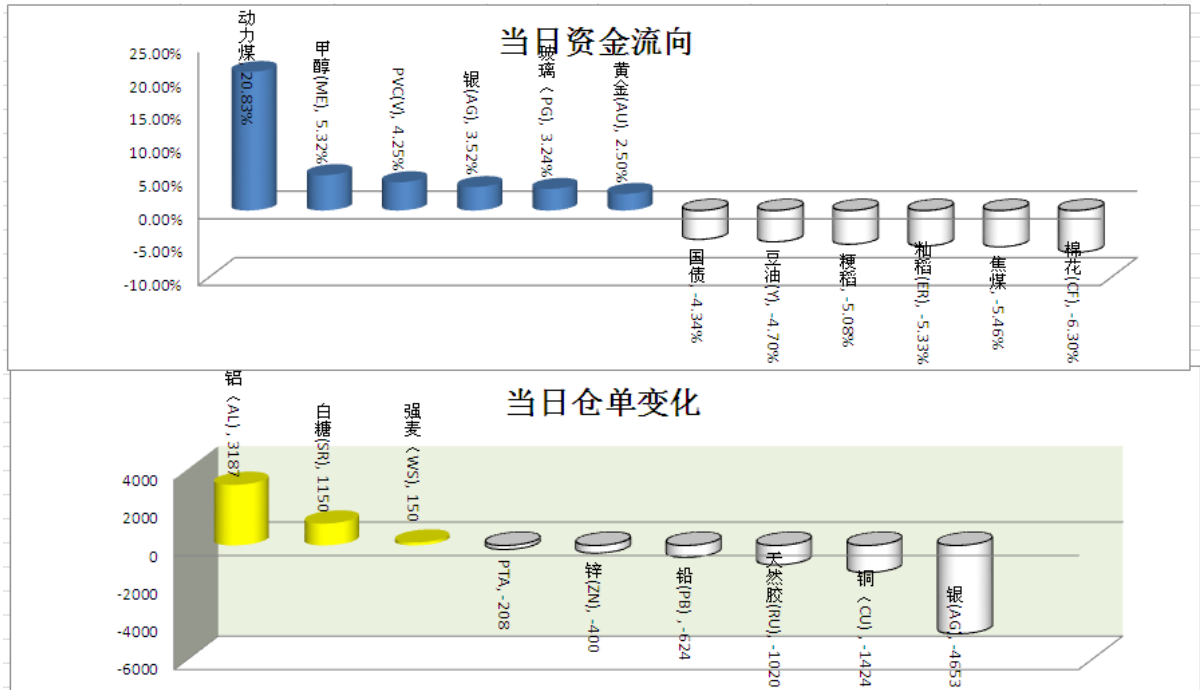 当日资金流向
25.00%
20.00%
15.00%
10.00%
5.00%
0.00%
-5.00%
-10.00%
动力煤, 20.83%
甲醇(ME), 5.32%
PVC(V), 4.25%
银(AG), 3.52%
玻璃（PG), 3.24%
黄金(AU), 2.50%
国债, -4.34%
豆油(Y), -4.70%
粳稻, -5.08%
籼稻(ER), -5.33%
焦煤, -5.46%
棉花(CF), -6.30%
当日仓单变化
4000
2000
0
-2000
-4000
-6000
铝（AL) , 3187
白糖(SR), 1150
强麦（WS), 150
PTA, -208
锌(ZN), -400
铅(PB) , -624
天然胶(RU), -1020
铜（CU) , -1424
银(AG), -4653